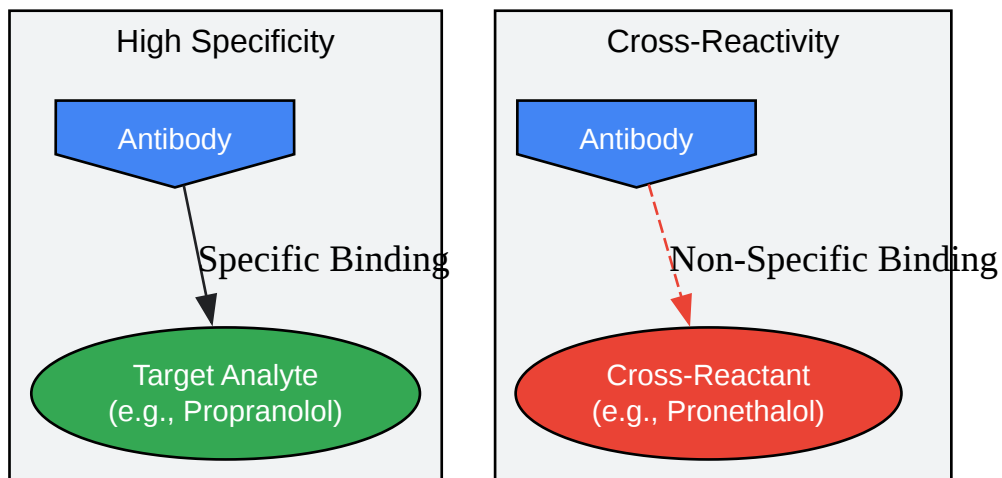 High Specificity
Antibody
Specific Binding
Target Analyte
(e.g., Propranolol)
Cross-Reactivity
Antibody
Non-Specific Binding
Cross-Reactant
(e.g., Pronethalol)